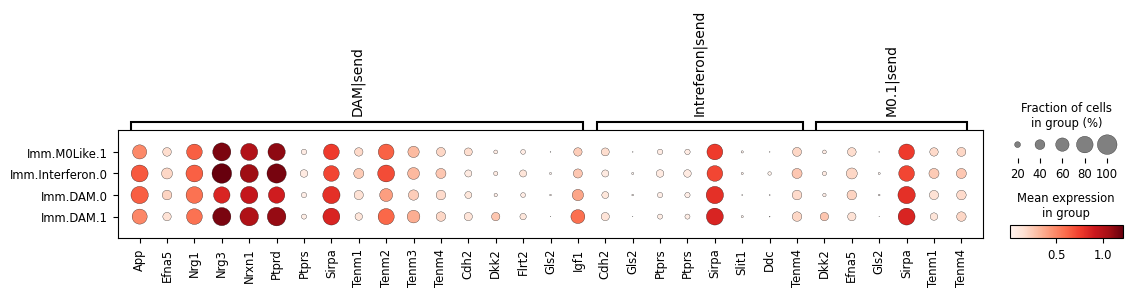 DAM|send
Intreferon|send
M0.1|send
Imm.M0Like.1
Imm.Interferon.0
Imm.DAM.0
Imm.DAM.1
App
Efna5
Nrg1
Nrg3
Nrxn1
Ptprd
Ptprs
Sirpa
Tenm1
Tenm2
Tenm3
Tenm4
Cdh2
Dkk2
Flrt2
Gls2
Igf1
Cdh2
Gls2
Ptprs
Ptprs
Sirpa
Slit1
Ddc
Tenm4
Dkk2
Efna5
Gls2
Sirpa
Tenm1
Tenm4
Fraction of cells
in group (%)
20 40 60 80 100
Mean expression
in group
0.5 1.0